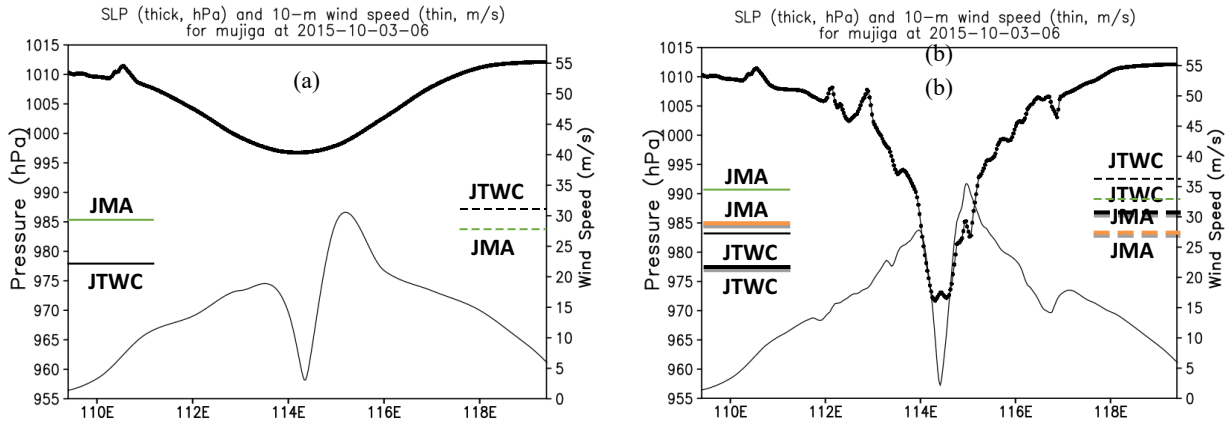 SLP (thick, hPa) and 10-m wind speed (thin, m/s)
for mujiga at 2015-10-03-06
(a)
Pressure (hPa)
1015
1010
1005
1000
995
990
985
980
975
970
965
960
955
JMA
JTWC
JTWC
JMA
55
50
45
40
35
30
25
20
15
10
5
0
Wind Speed (m/s)
110E 112E 114E 116E 118E
SLP (thick, hPa) and 10-m wind speed (thin, m/s)
for mujiga at 2015-10-03-06
(b)
(b)
Pressure (hPa)
1015
1010
1005
1000
995
990
985
980
975
970
965
960
955
JMA
JMA
JTWC
JTWC
JTWC
JTWC
JMA
JMA
55
50
45
40
35
30
25
20
15
10
5
0
Wind Speed (m/s)
110E 112E 114E 116E 118E